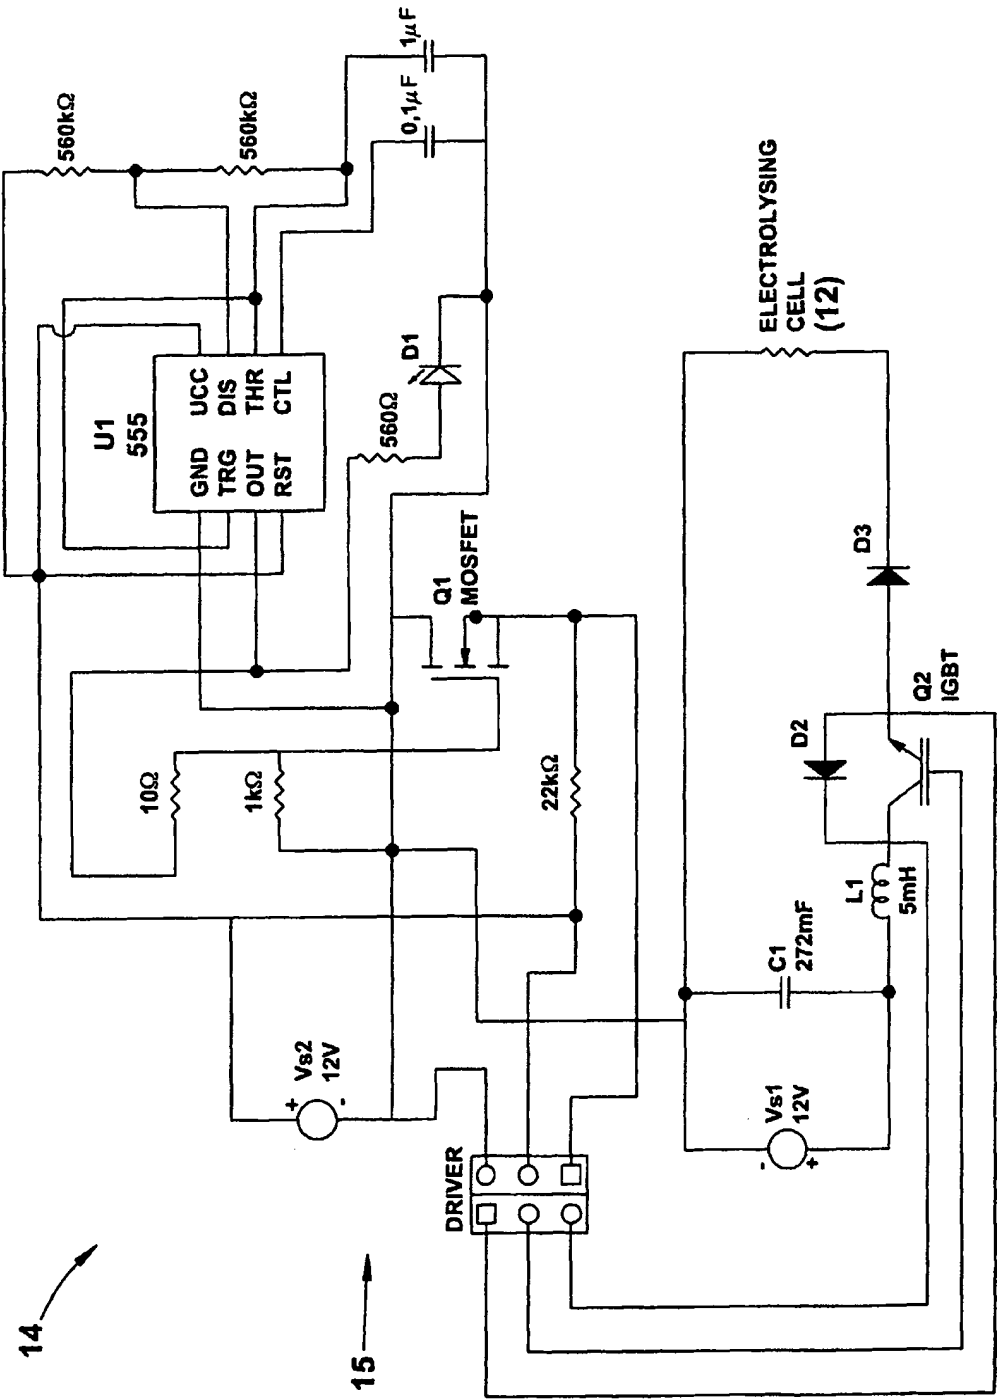 14
15
DRIVER
Vs2
12V
+
-
Vs1
12V
-
+
10Ω
1kΩ
22kΩ
C1
272mF
L1
5mH
D2
Q2
IGBT
D3
Q1
MOSFET
U1
555
GND UCC
TRG DIS
OUT THR
RST CTL
560Ω
D1
560kΩ
560kΩ
0,1µF
1µF
ELECTROLYSING
CELL
(12)